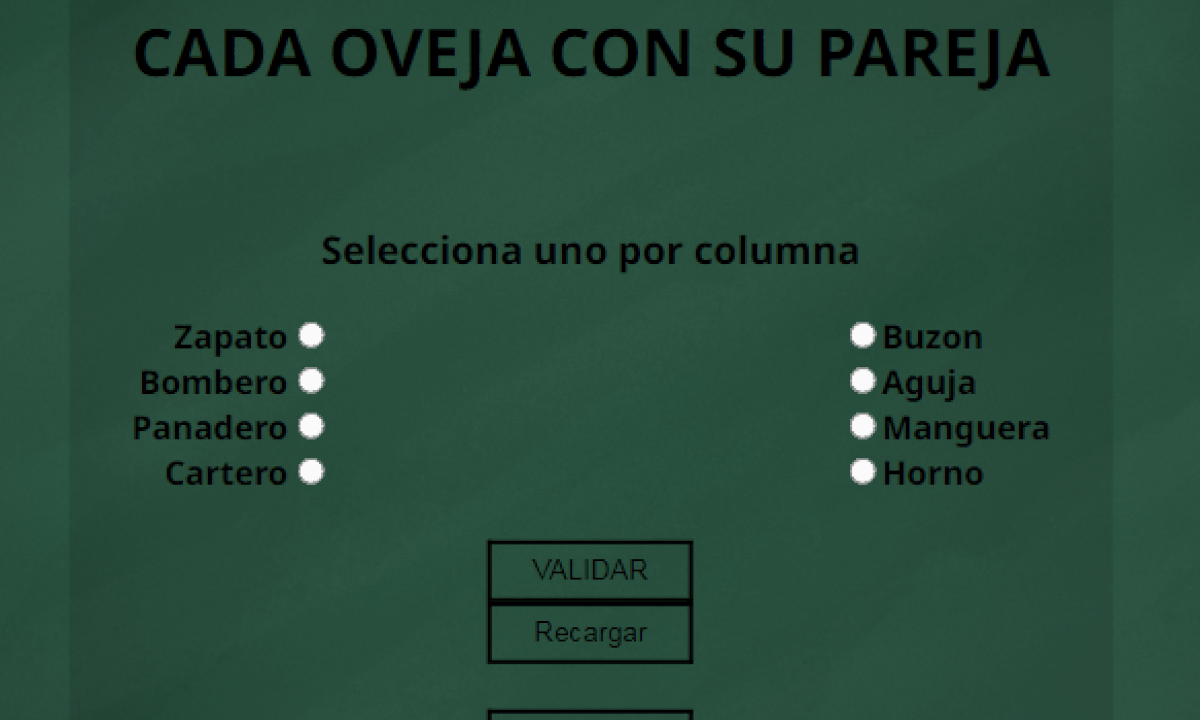 CADA OVEJA CON SU PAREJA
Selecciona uno por columna
Zapato Buzon
Bombero Aguja
Panadero Manguera
Cartero Horno
VALIDAR
Recargar